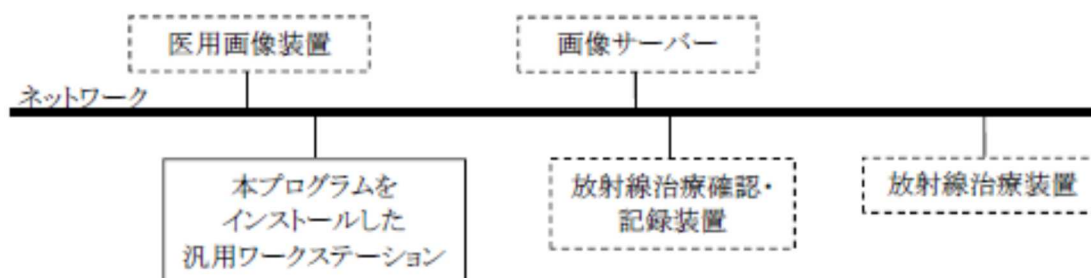 医用画像装置
画像サーバー
ネットワーク
本プログラムを
インストールした
汎用ワークステーション
放射線治療確認・
記録装置
放射線治療装置